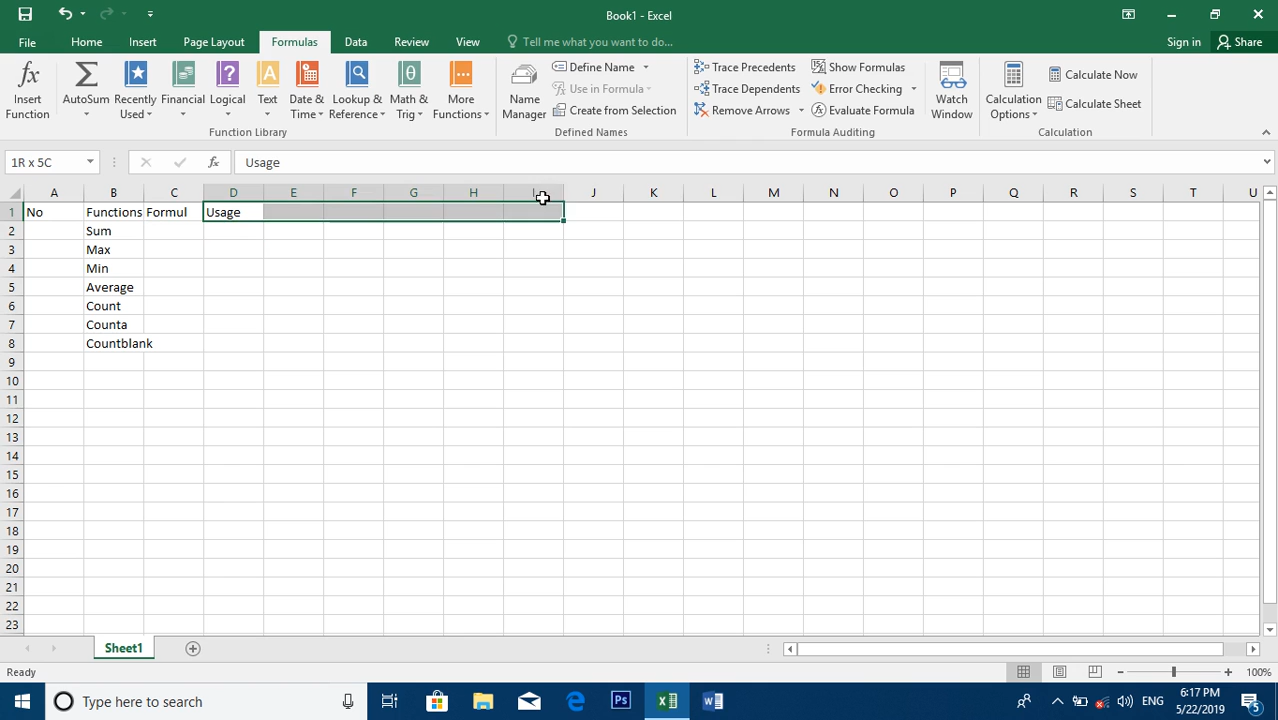 Book1 - Excel
File Home Insert Page Layout Formulas Data Review View Tell me what you want to do... Sign in Share
Insert Function
AutoSum
Recently Used
Financial
Logical
Text
Date & Time
Lookup & Reference
Math & Trig
More Functions
Function Library
Name Manager
Define Name
Use in Formula
Create from Selection
Defined Names
Trace Precedents
Trace Dependents
Remove Arrows
Show Formulas
Error Checking
Evaluate Formula
Formula Auditing
Watch Window
Calculation Options
Calculate Now
Calculate Sheet
Calculation
1R x 5C fx Usage
A B C D E F G H I J K L M N O P Q R S T U
1 No Functions Formul Usage
2 Sum
3 Max
4 Min
5 Average
6 Count
7 Counta
8 Countblank
9
10
11
12
13
14
15
16
17
18
19
20
21
22
23
Sheet1
Ready 100%
Type here to search
ENG
6:17 PM
5/22/2019
5